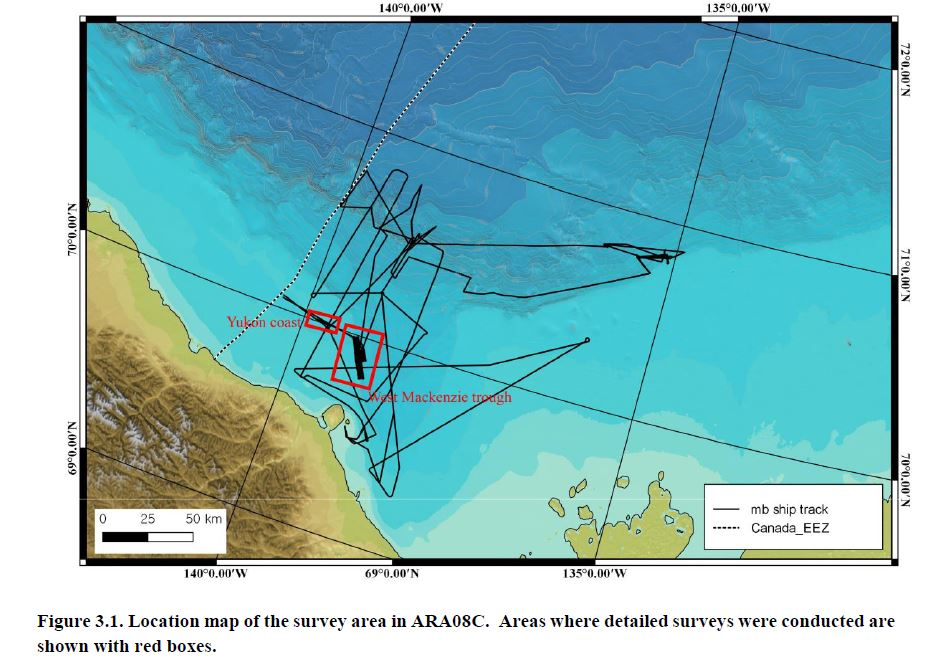 140°0.00'W
135°0.00'W
72°0.00'N
70°0.00'N
71°0.00'N
Yukon coast
West Mackenzie trough
69°0.00'N
70°0.00'N
mb ship track
Canada_EEZ
0 25 50 km
140°0.00'W
69°0.00'N
135°0.00'W
Figure 3.1. Location map of the survey area in ARA08C. Areas where detailed surveys were conducted are
shown with red boxes.